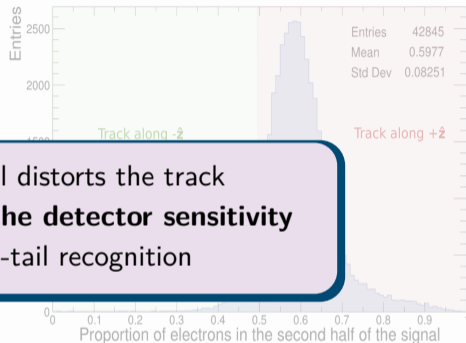 Entries
2500
2000
1500
Entries 42845
Mean 0.5977
Std Dev 0.08251
Track along -ẑ
Track along +ẑ
l distorts the track
he detector sensitivity
-tail recognition
0
0 0.1 0.2 0.3 0.4 0.5 0.6 0.7 0.8 0.9
Proportion of electrons in the second half of the signal